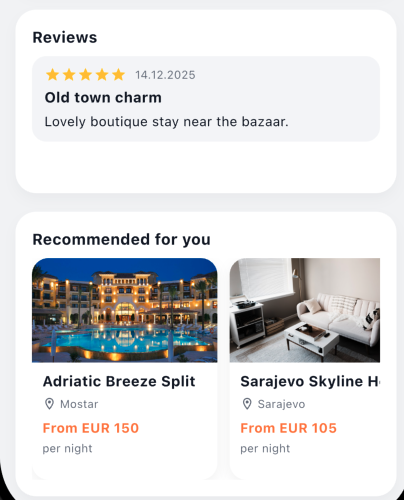 Reviews
14.12.2025
Old town charm
Lovely boutique stay near the bazaar.
Recommended for you
Adriatic Breeze Split
Sarajevo Skyline H
Mostar
Sarajevo
From EUR 150
From EUR 105
per night
per night